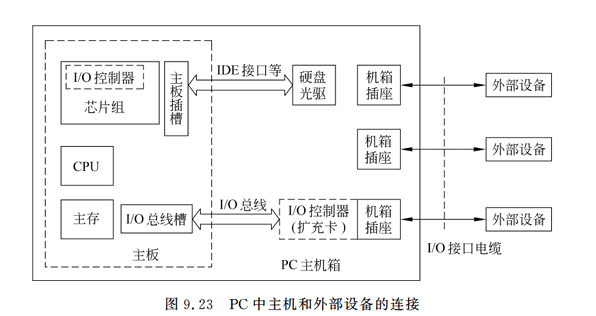 I/O 控制器
芯片组
主板插槽
IDE 接口等
硬盘
光驱
机箱
插座
外部设备
CPU
机箱
插座
外部设备
主存
I/O 总线槽
I/O 总线
I/O 控制器
(扩充卡)
机箱
插座
外部设备
主板
PC 主机箱
I/O 接口电缆
图 9.23 PC 中主机和外部设备的连接